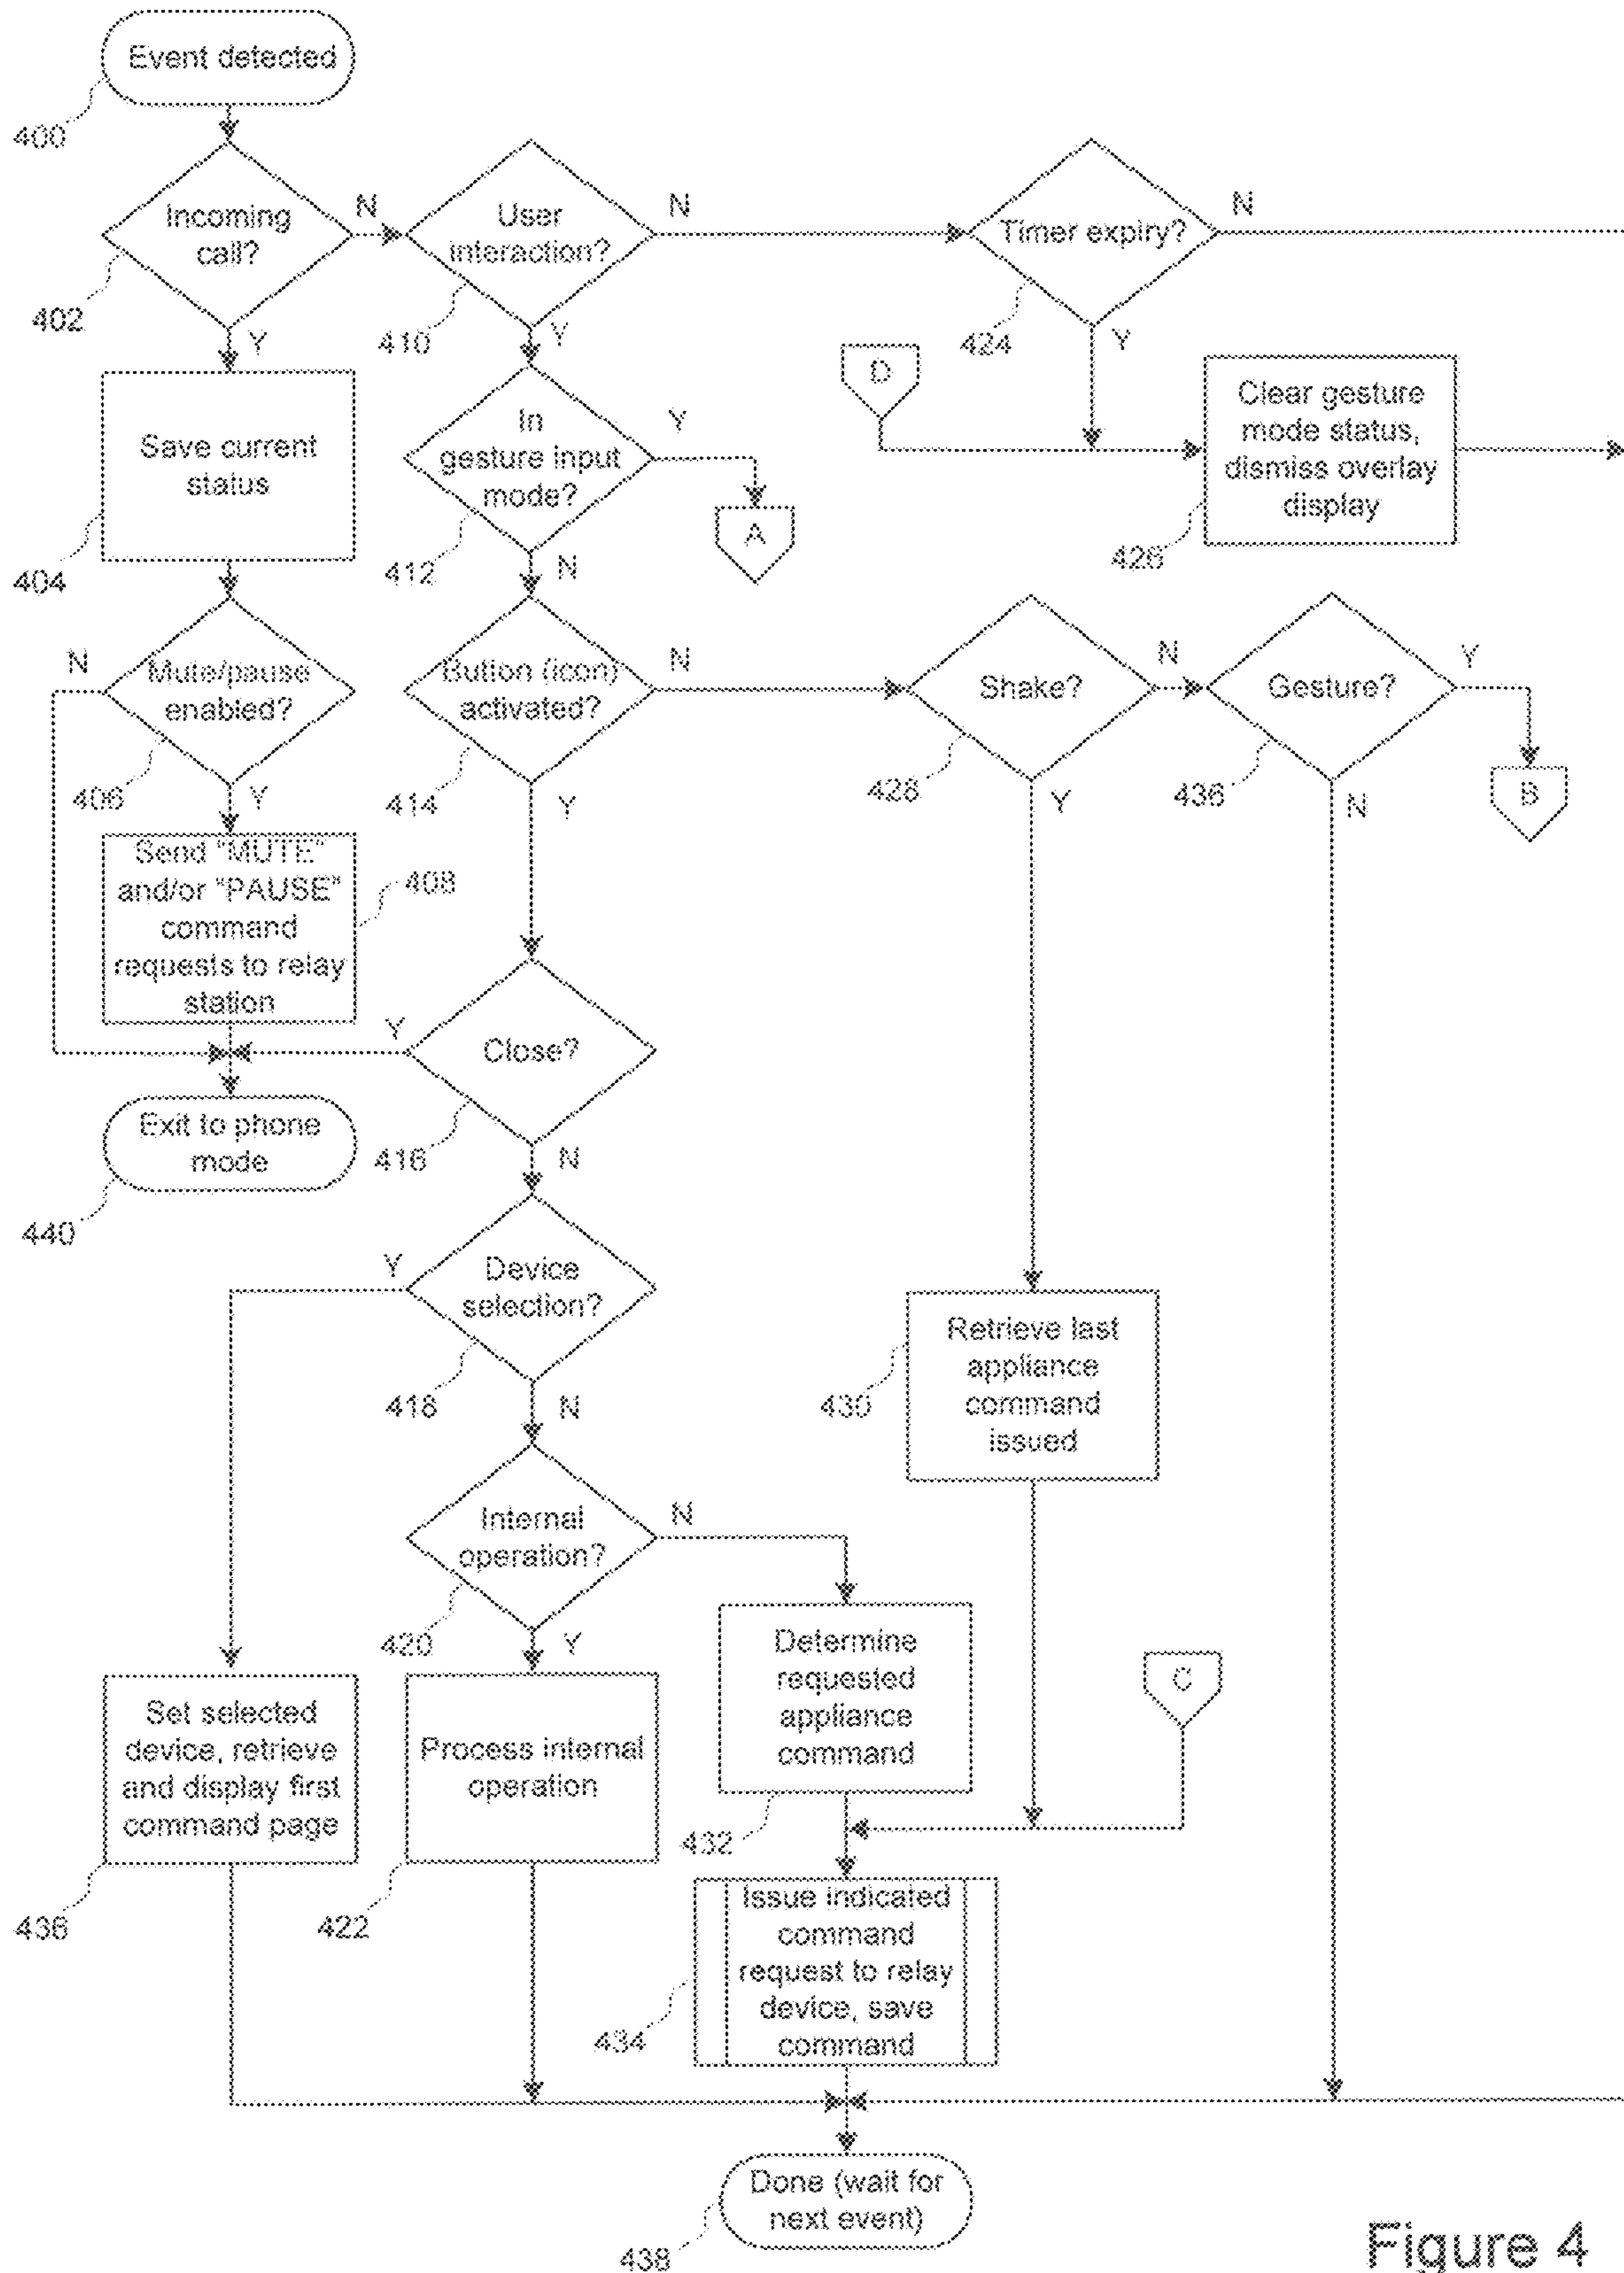 Event detected
400
Incoming
call?
402
N
Y
User
interaction?
410
N
Y
Timer expiry?
424
N
Y
Save current
status
404
In
gesture input
mode?
412
Y
A
N
D
Clear gesture
mode status,
dismiss overlay
display
426
Mute/pause
enabled?
406
N
Y
Bution (icon)
activated?
414
N
Y
Shake?
428
N
Y
Gesture?
436
Y
B
N
Send "MUTE"
and/or "PAUSE"
command
requests to relay
station
408
Close?
416
Y
N
Exit to phone
mode
440
Device
selection?
418
Y
N
Retrieve last
appliance
command
issued
430
Internal
operation?
420
N
Y
Set selected
device, retrieve
and display first
command page
436
Process internal
operation
422
Determine
requested
appliance
command
432
C
Issue indicated
command
request to relay
device, save
command
434
Done (wait for
next event)
438
Figure 4